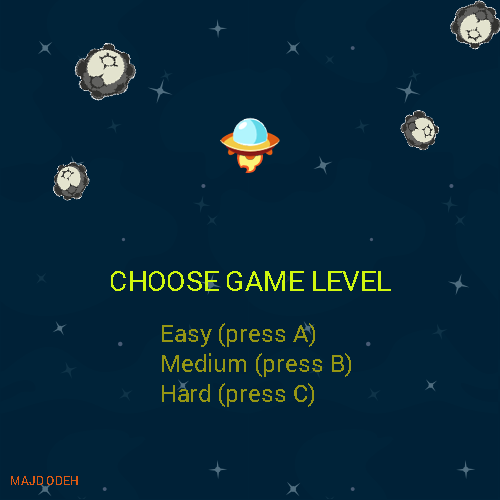 CHOOSE GAME LEVEL
Easy (press A)
Medium (press B)
Hard (press C)
MAJDODEH